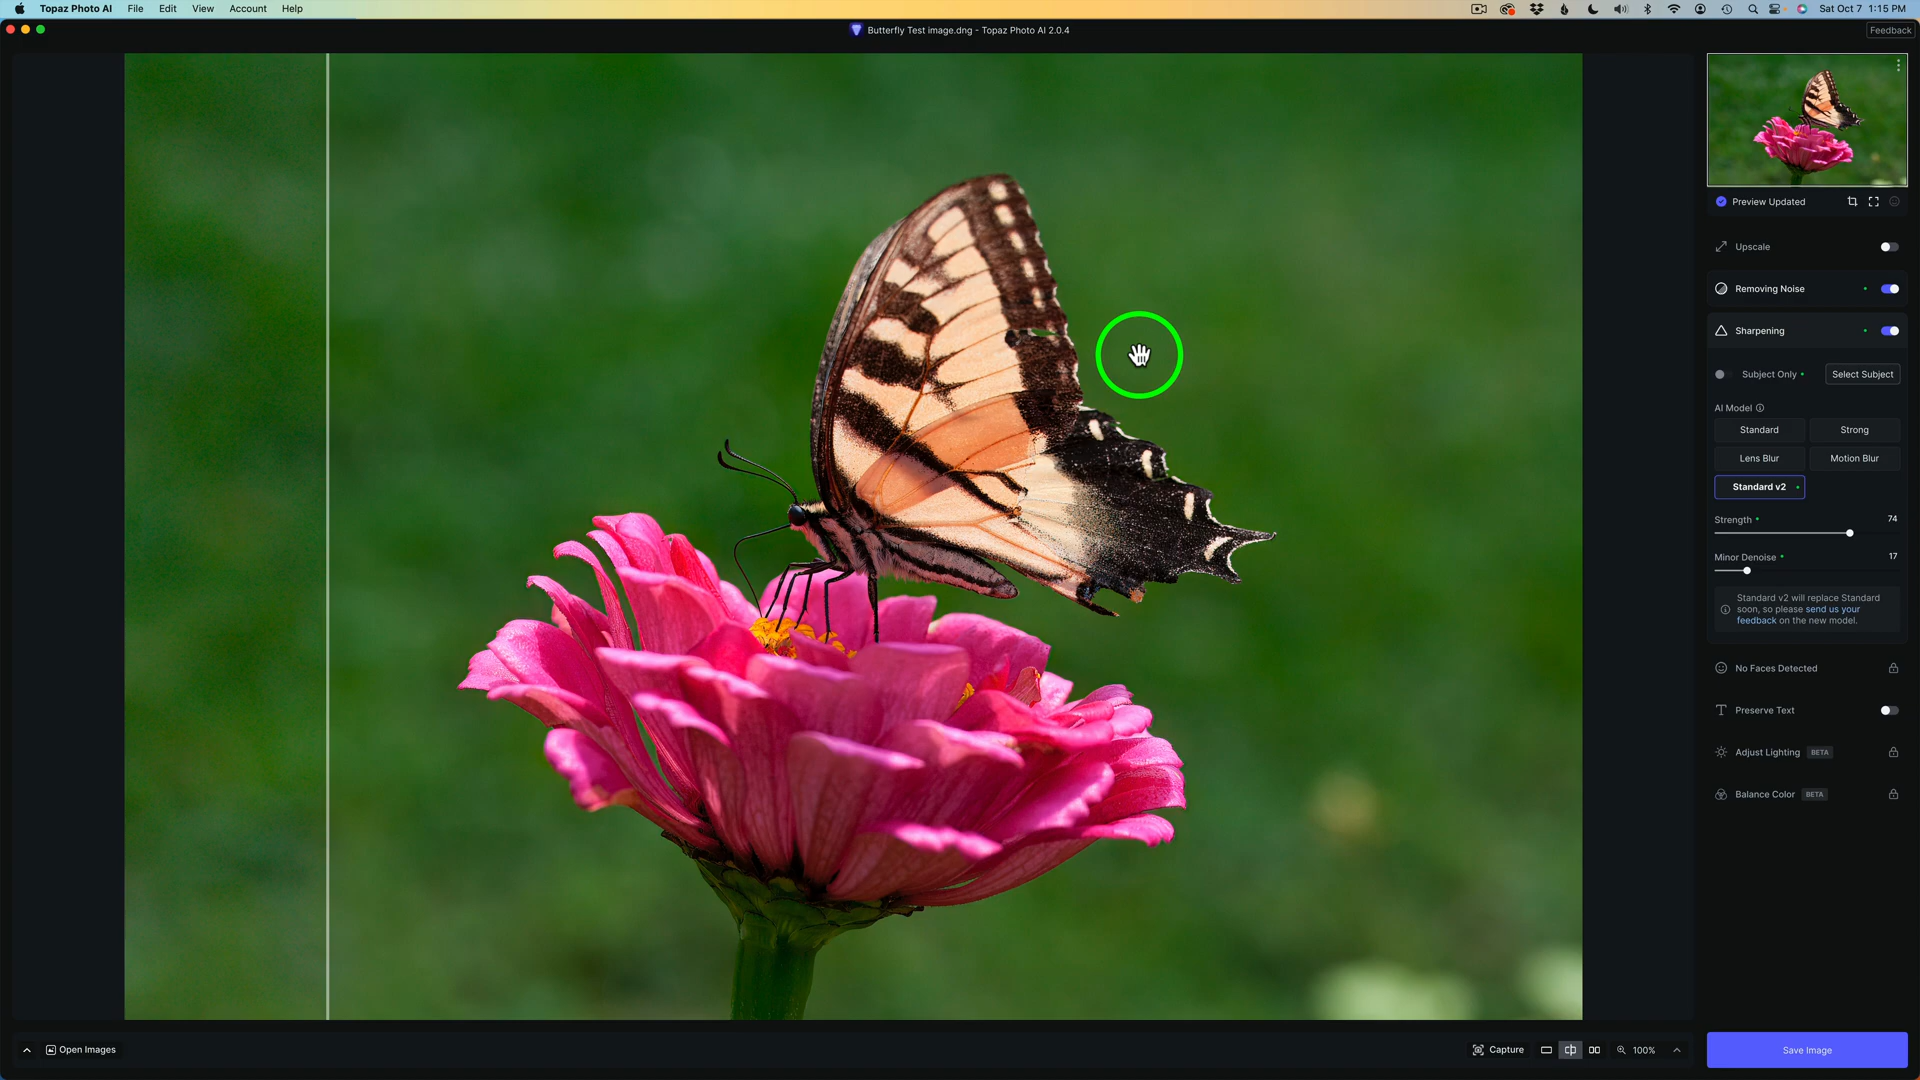 Topaz Photo AI File Edit View Account Help Sat Oct 7 1:15 PM
Butterfly Test image.dng - Topaz Photo AI 2.0.4
Feedback
Preview Updated
Upscale
Removing Noise
Sharpening
Subject Only Select Subject
AI Model
Standard Strong
Lens Blur Motion Blur
Standard v2
Strength 74
Minor Denoise 17
Standard v2 will replace Standard
soon, so please send us your
feedback on the new model.
No Faces Detected
Preserve Text
Adjust Lighting BETA
Balance Color BETA
Open Images Capture 100% Save Image